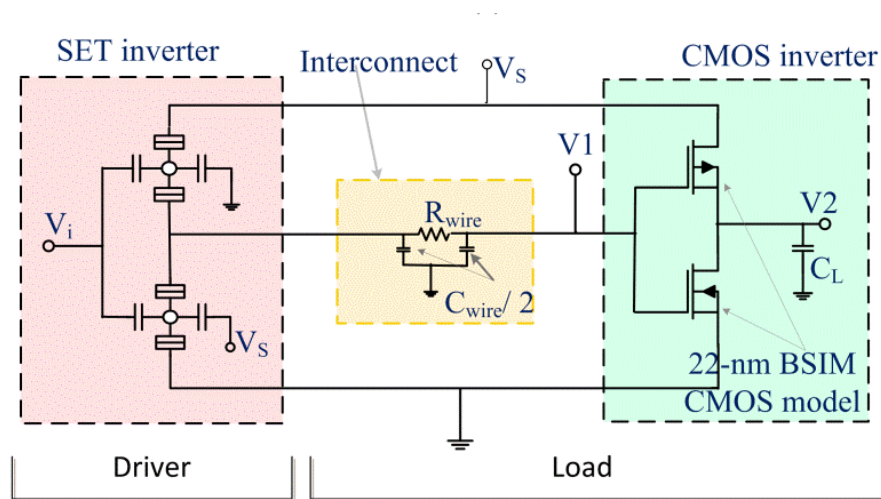 SET inverter
Interconnect
V_S
CMOS inverter
V1
V_i
R_wire
V2
C_L
C_wire/ 2
V_S
22-nm BSIM
CMOS model
Driver
Load